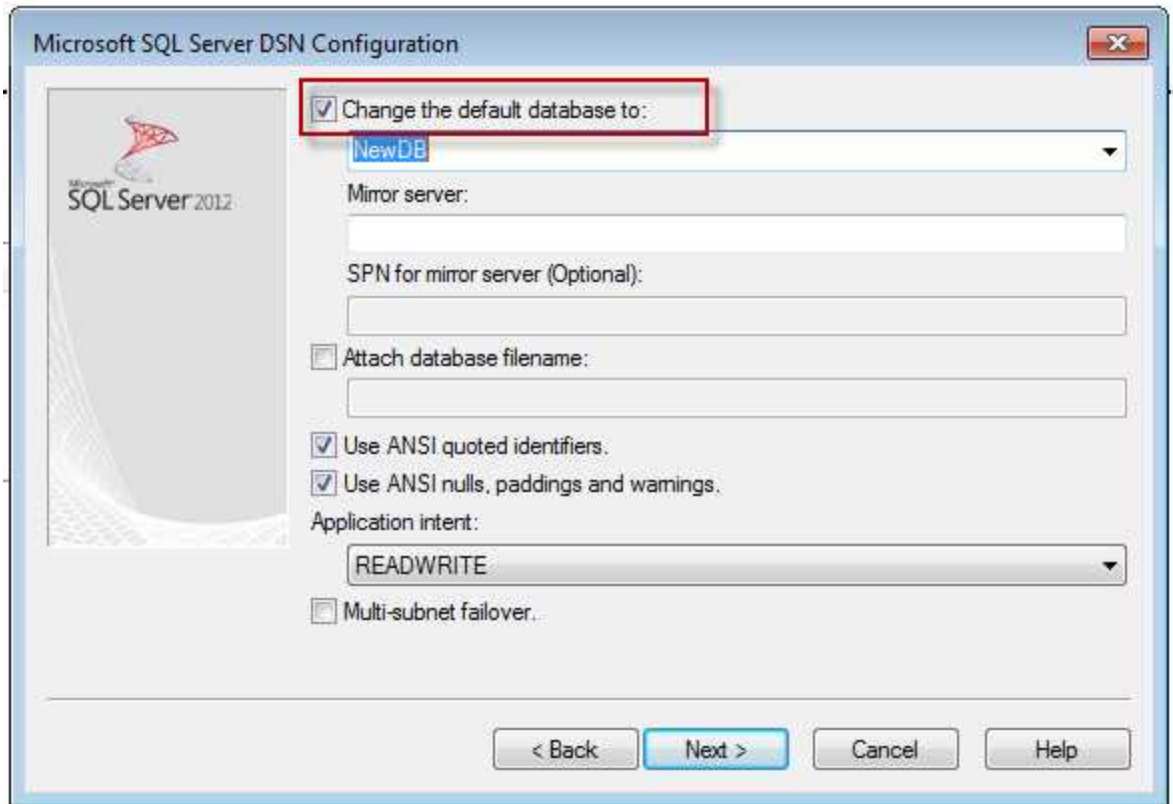 Microsoft SQL Server DSN Configuration
Change the default database to:
NewDB
Mirror server:
SPN for mirror server (Optional):
Attach database filename:
Use ANSI quoted identifiers.
Use ANSI nulls, paddings and warnings.
Application intent:
READWRITE
Multi-subnet failover.
Microsoft
SQL Server 2012
< Back
Next >
Cancel
Help